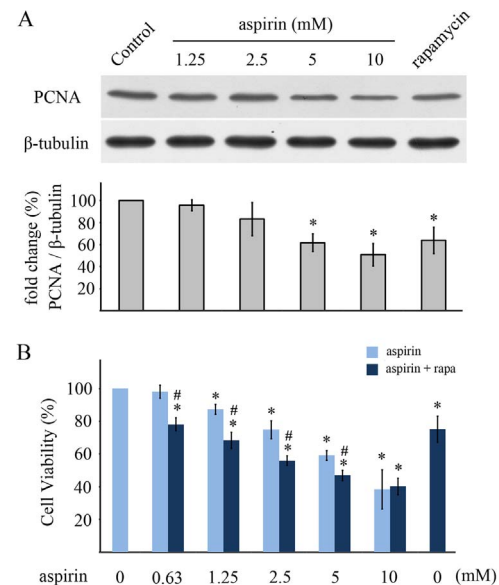 A
aspirin (mM)
Control 1.25 2.5 5 10 rapamycin
PCNA
β-tubulin
fold change (%)
PCNA / β-tubulin
100
80
60
40
20
* * *
B
aspirin
aspirin + rapa
Cell Viability (%)
100
80
60
40
20
# * * # * * # * * # * * * *
aspirin 0 0.63 1.25 2.5 5 10 0 (mM)